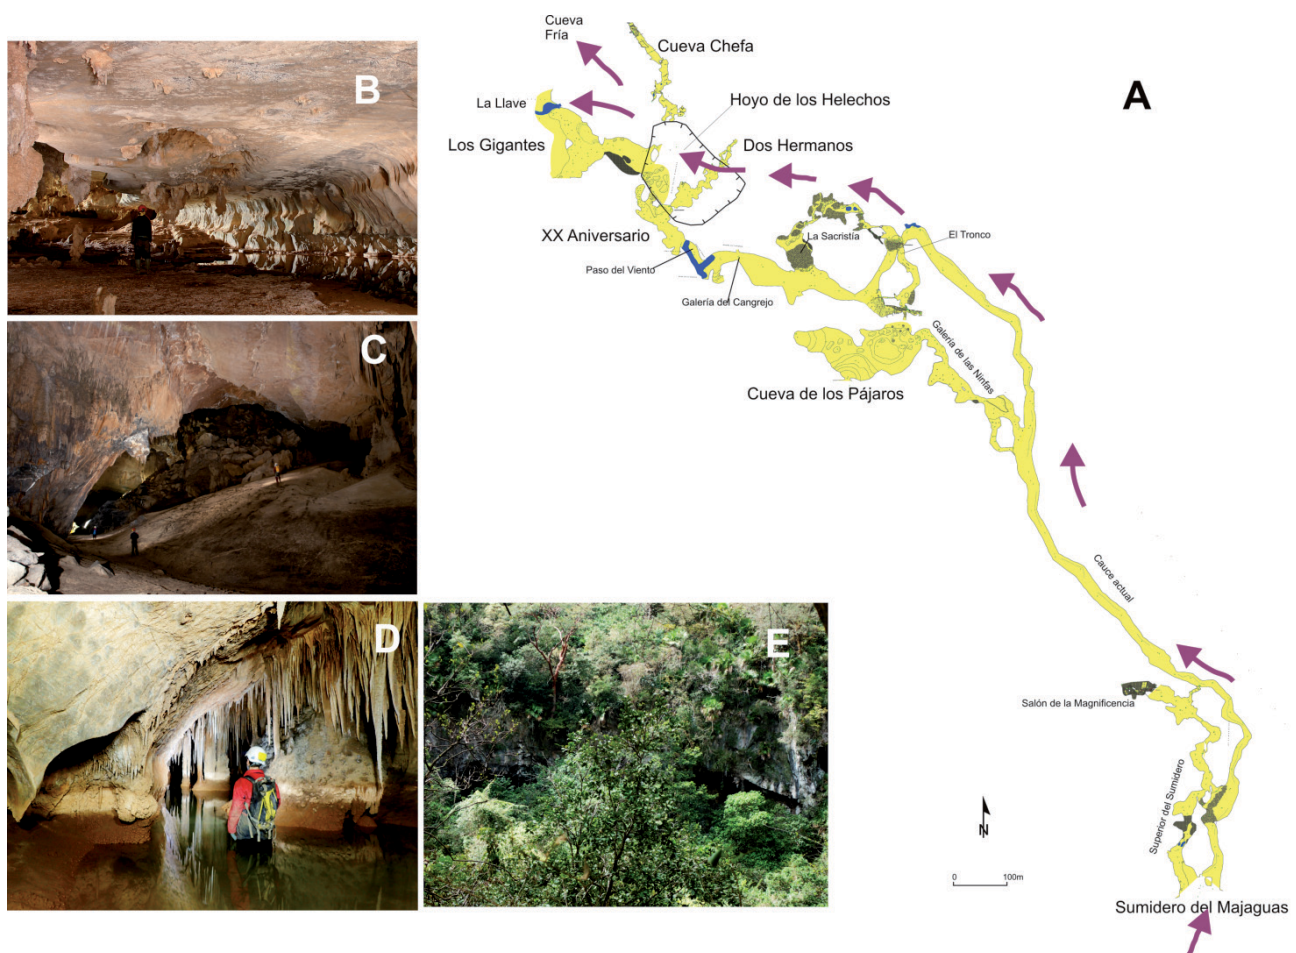 B
C
D
E
A
Cueva
Fría
Cueva Chefa
La Llave
Hoyo de los Helechos
Los Gigantes
Dos Hermanos
XX Aniversario
La Sacristía
El Tronco
Paso del Viento
Galería del Cangrejo
Galería de las Ninfas
Cueva de los Pájaros
Cauce actual
Salón de la Magnificencia
Superior del Sumidero
N
0 100m
Sumidero del Majaguas